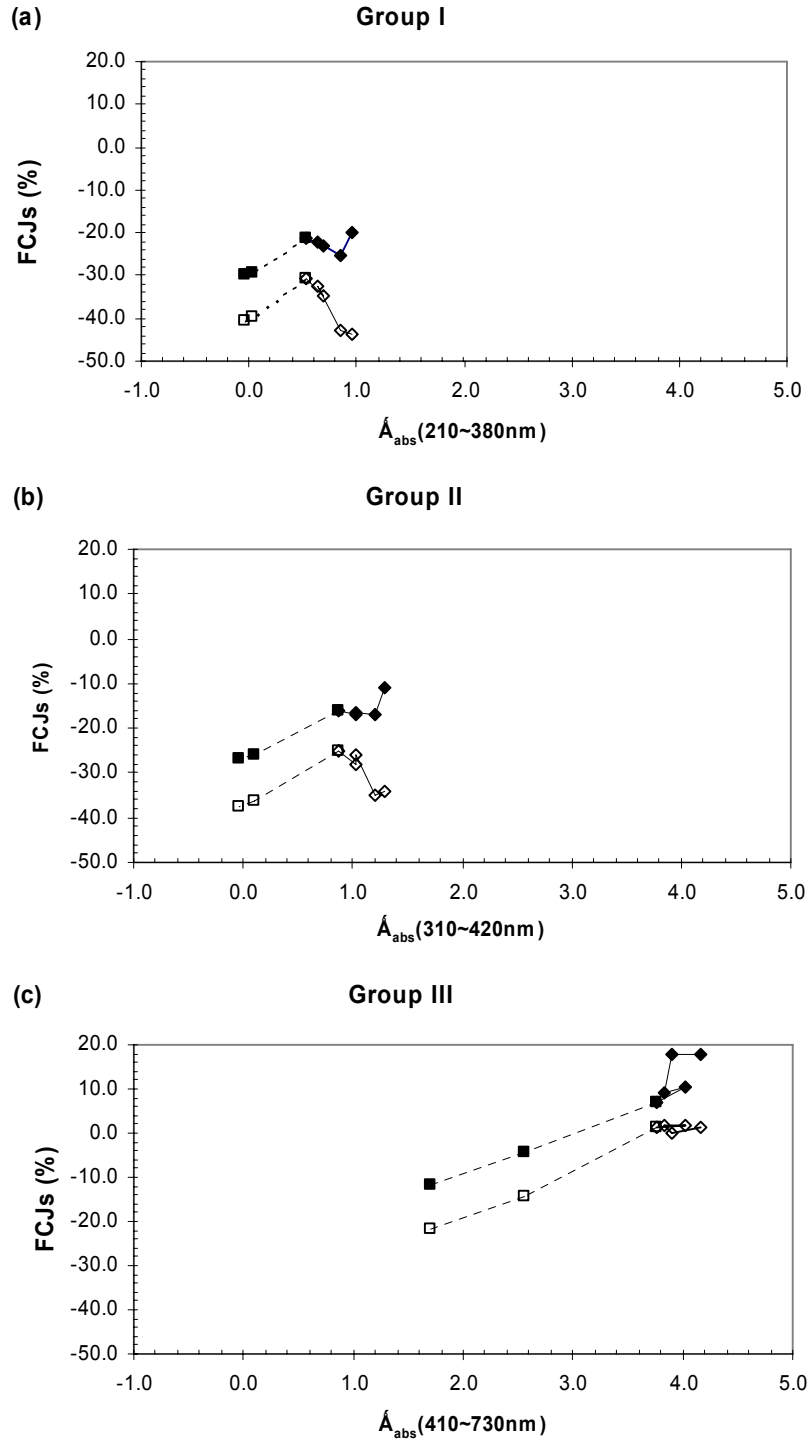 (a)
Group I
20.0
10.0
0.0
-10.0
-20.0
-30.0
-40.0
-50.0
FCJs (%)
-1.0 0.0 1.0 2.0 3.0 4.0 5.0
Åabs(210~380nm)
(b)
Group II
20.0
10.0
0.0
-10.0
-20.0
-30.0
-40.0
-50.0
FCJs (%)
-1.0 0.0 1.0 2.0 3.0 4.0 5.0
Åabs(310~420nm)
(c)
Group III
20.0
10.0
0.0
-10.0
-20.0
-30.0
-40.0
-50.0
FCJs (%)
-1.0 0.0 1.0 2.0 3.0 4.0 5.0
Åabs(410~730nm)